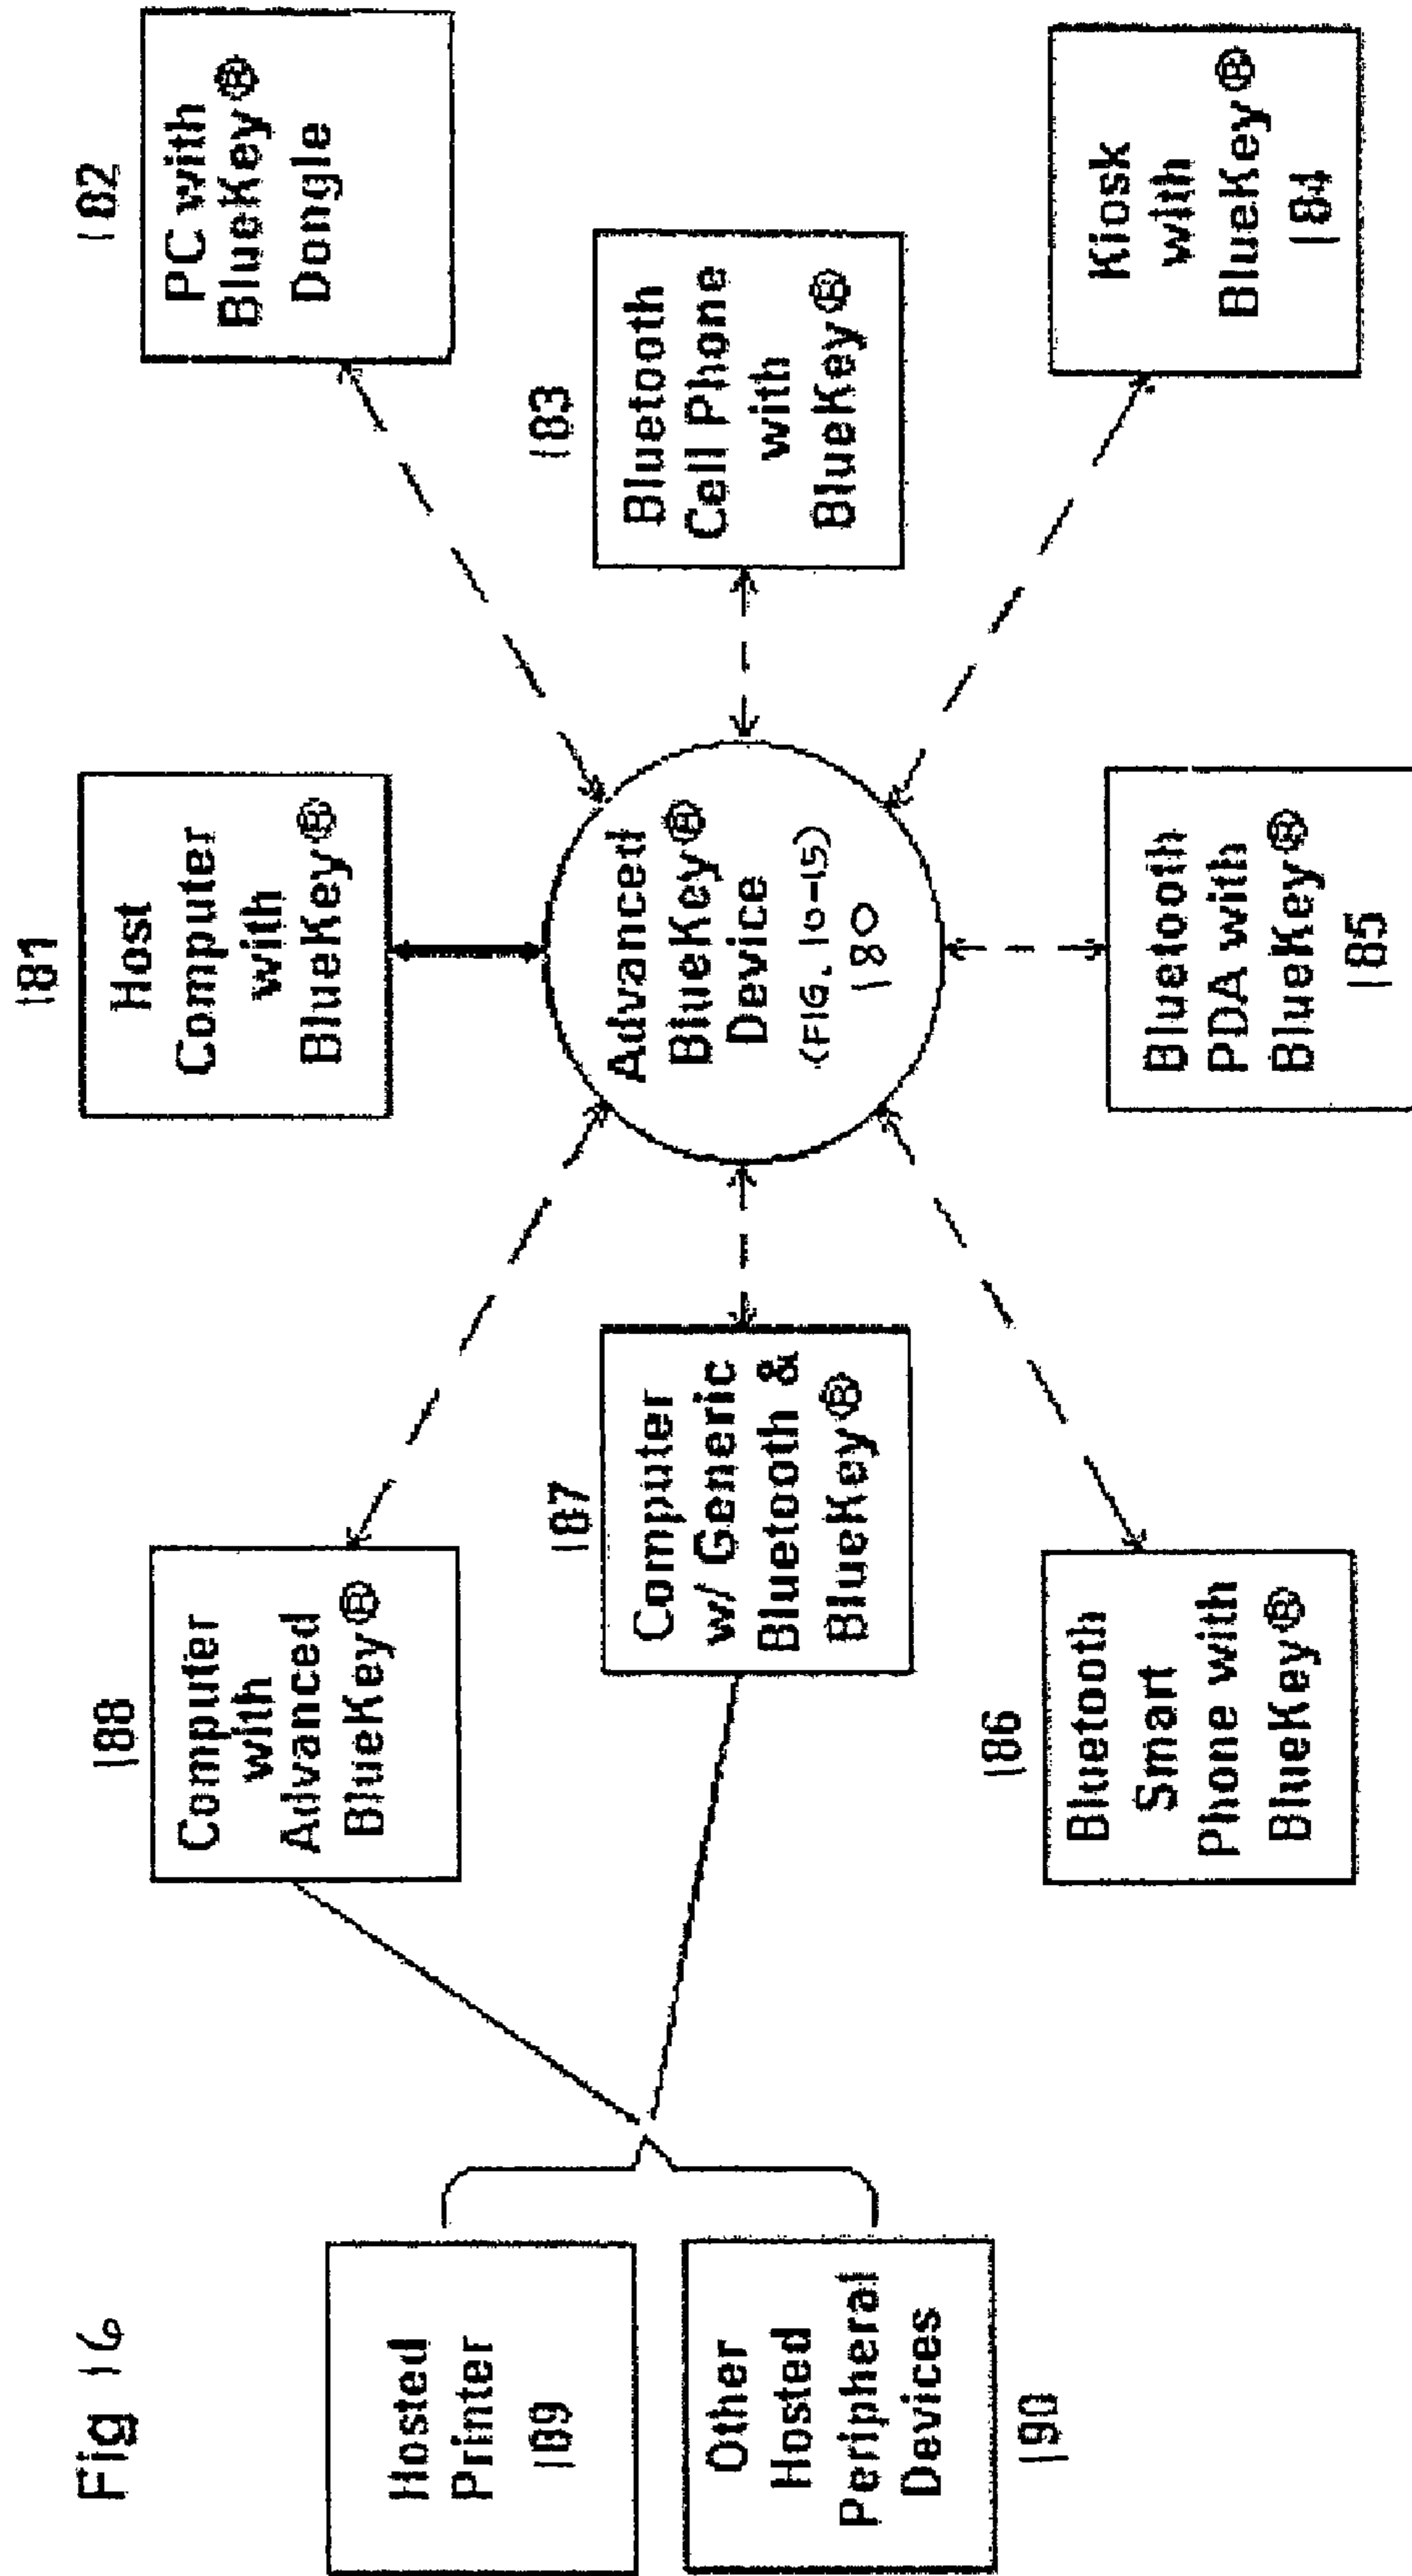 Fig 16
181
Host
Computer
with
BlueKey®
182
PC with
BlueKey®
Dongle
188
Computer
with
Advanced
BlueKey®
183
Bluetooth
Cell Phone
with
BlueKey®
Advanced
BlueKey®
Device
(FIG. 10-15)
180
187
Computer
w/ Generic
Bluetooth &
BlueKey®
Hosted
Printer
189
Other
Hosted
Peripheral
Devices
190
186
Bluetooth
Smart
Phone with
BlueKey®
Bluetooth
PDA with
BlueKey®
185
Kiosk
with
BlueKey®
184